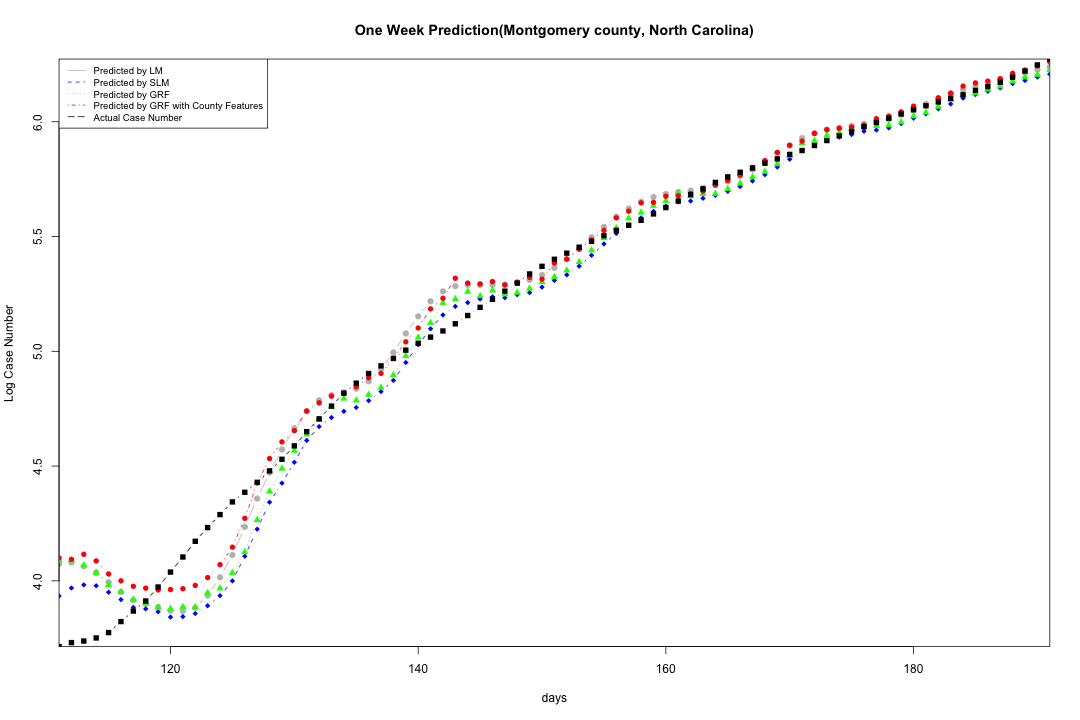 One Week Prediction(Montgomery county, North Carolina)
Predicted by LM
Predicted by SLM
Predicted by GRF
Predicted by GRF with County Features
Actual Case Number
6.0
5.5
5.0
4.5
4.0
Log Case Number
120
140
160
180
days